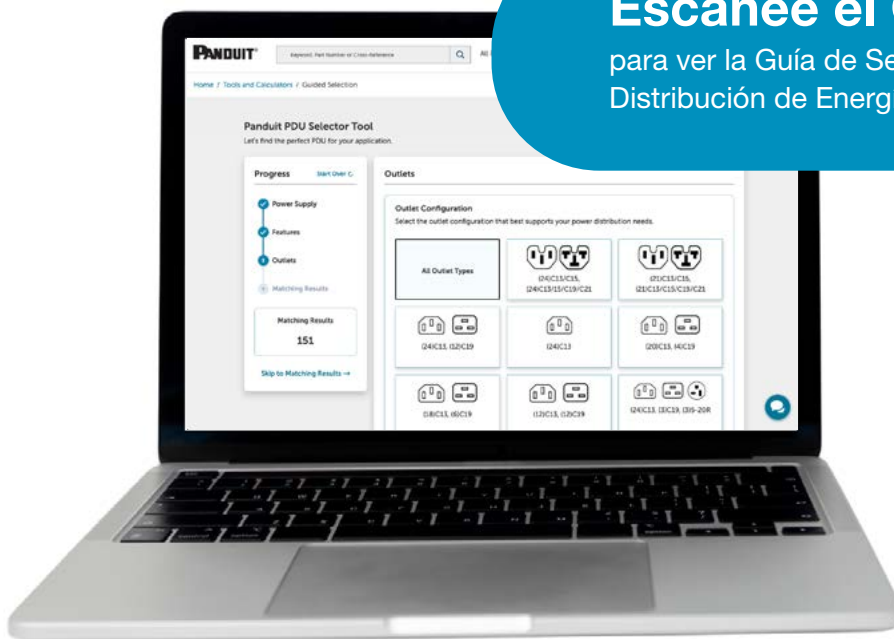 Escanee el
para ver la Guía de Se
Distribución de Energ
PANDUIT
Keyword, Part Number or Cross-Reference
All
Home / Tools and Calculators / Guided Selection
Panduit PDU Selector Tool
Let's find the perfect PDU for your application.
Progress
Start Over
Power Supply
Features
Outlets
Matching Results
Matching Results
151
Skip to Matching Results →
Outlets
Outlet Configuration
Select the outlet configuration that best supports your power distribution needs.
All Outlet Types
(24)C13/C15,
(24)C13/15/C19/C21
(21)C13/C15,
(21)C13/C15/C19/C21
(24)C13, (12)C19
(24)C13
(20)C13, (4)C19
(18)C13, (6)C19
(12)C13, (12)C19
(24)C13, (3)C19, (3)5-20R